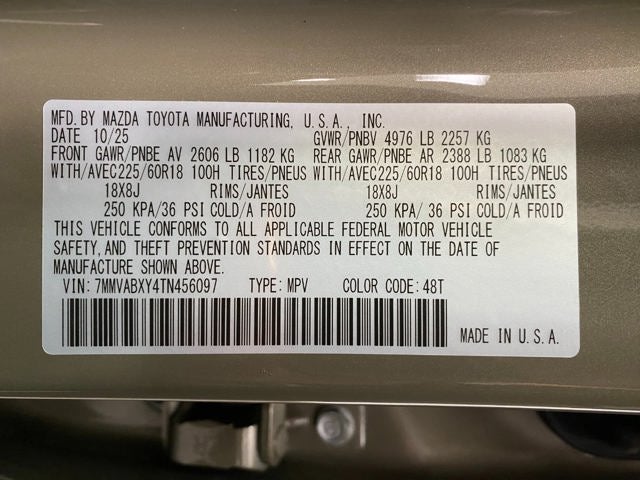 MFD. BY MAZDA TOYOTA MANUFACTURING, U.S.A., INC.
DATE 10/25 GVWR/PNBV 4976 LB 2257 KG
FRONT GAWR/PNBE AV 2606 LB 1182 KG REAR GAWR/PNBE AR 2388 LB 1083 KG
WITH/AVEC225/60R18 100H TIRES/PNEUS WITH/AVEC225/60R18 100H TIRES/PNEUS
18X8J RIMS/JANTES 18X8J RIMS/JANTES
250 KPA/36 PSI COLD/A FROID 250 KPA/ 36 PSI COLD/A FROID
THIS VEHICLE CONFORMS TO ALL APPLICABLE FEDERAL MOTOR VEHICLE
SAFETY, AND THEFT PREVENTION STANDARDS IN EFFECT ON THE DATE OF
MANUFACTURE SHOWN ABOVE.
VIN: 7MMVABXY4TN456097 TYPE: MPV COLOR CODE: 48T
MADE IN U.S.A.